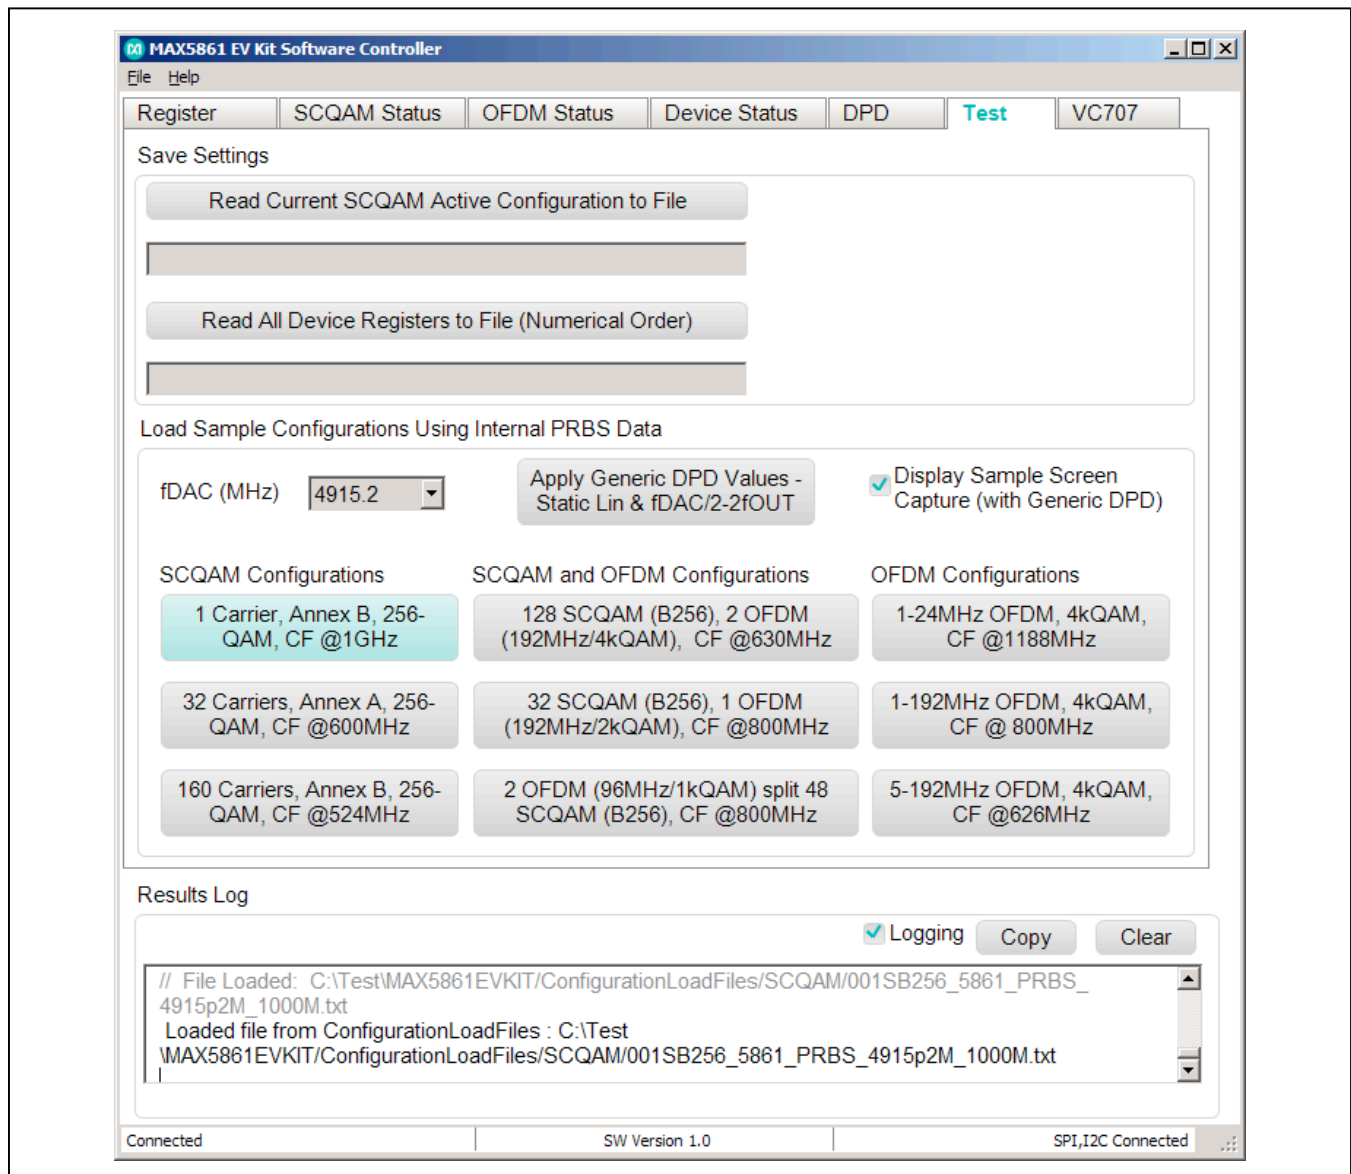 MAX5861 EV Kit Software Controller
File Help
Register SCQAM Status OFDM Status Device Status DPD Test VC707
Save Settings
Read Current SCQAM Active Configuration to File
Read All Device Registers to File (Numerical Order)
Load Sample Configurations Using Internal PRBS Data
fDAC (MHz) 4915.2
Apply Generic DPD Values -
Static Lin & fDAC/2-2fOUT
Display Sample Screen
Capture (with Generic DPD)
SCQAM Configurations
SCQAM and OFDM Configurations
OFDM Configurations
1 Carrier, Annex B, 256-
QAM, CF @1GHz
128 SCQAM (B256), 2 OFDM
(192MHz/4kQAM), CF @630MHz
1-24MHz OFDM, 4kQAM,
CF @1188MHz
32 Carriers, Annex A, 256-
QAM, CF @600MHz
32 SCQAM (B256), 1 OFDM
(192MHz/2kQAM), CF @800MHz
1-192MHz OFDM, 4kQAM,
CF @ 800MHz
160 Carriers, Annex B, 256-
QAM, CF @524MHz
2 OFDM (96MHz/1kQAM) split 48
SCQAM (B256), CF @800MHz
5-192MHz OFDM, 4kQAM,
CF @626MHz
Results Log
Logging Copy Clear
// File Loaded: C:\Test\MAX5861EVKIT/ConfigurationLoadFiles/SCQAM/001SB256_5861_PRBS_
4915p2M_1000M.txt
Loaded file from ConfigurationLoadFiles : C:\Test
\MAX5861EVKIT/ConfigurationLoadFiles/SCQAM/001SB256_5861_PRBS_4915p2M_1000M.txt
Connected SW Version 1.0 SPI,I2C Connected